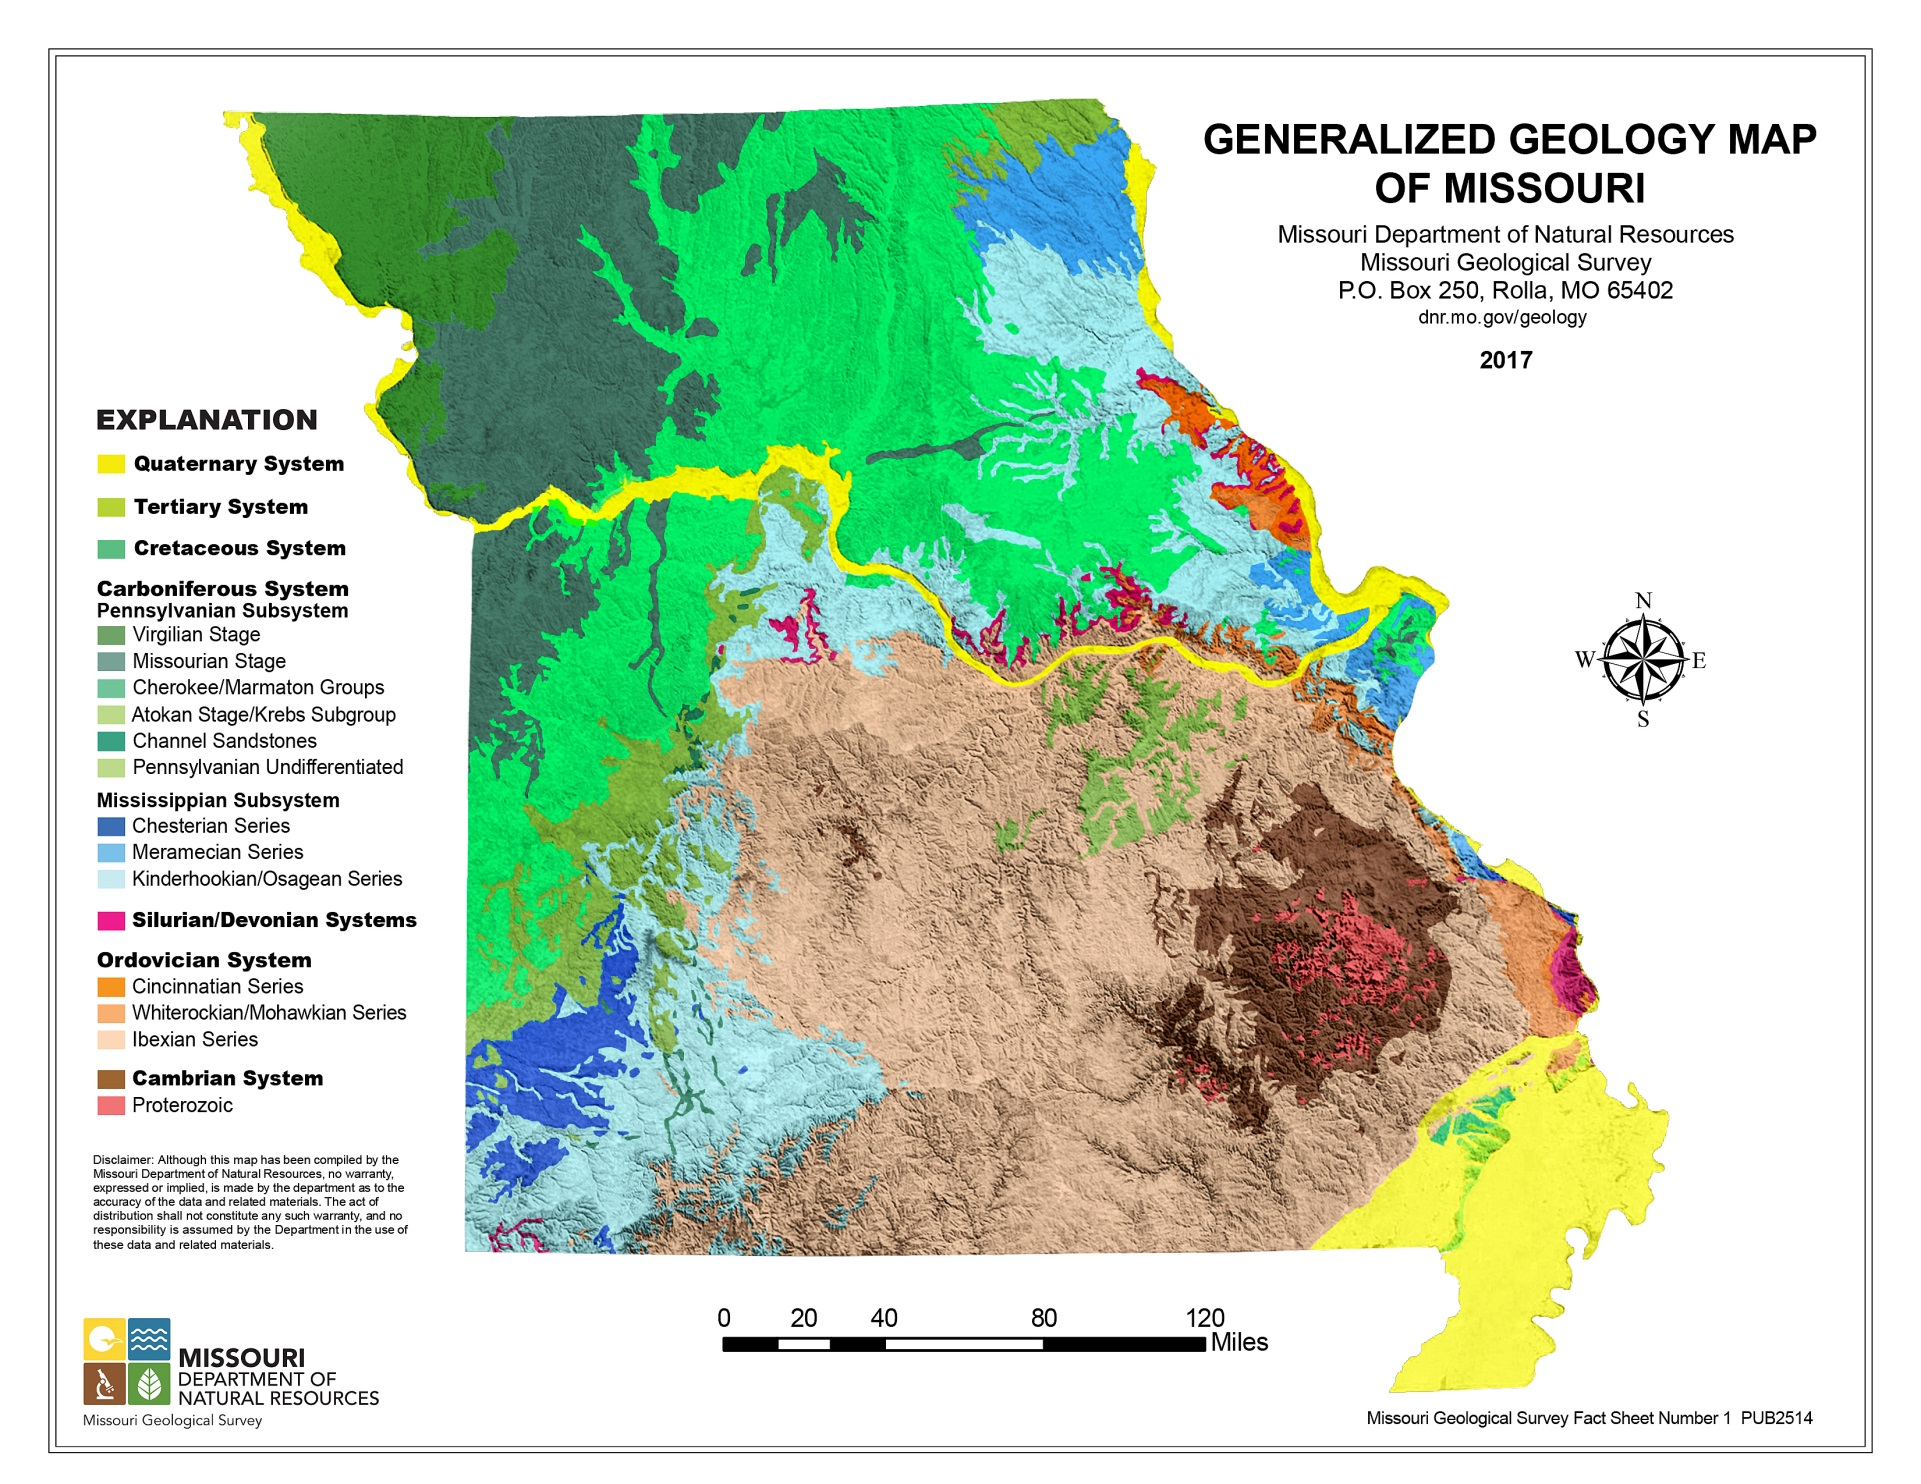 GENERALIZED GEOLOGY MAP
OF MISSOURI
Missouri Department of Natural Resources
Missouri Geological Survey
P.O. Box 250, Rolla, MO 65402
dnr.mo.gov/geology
2017
EXPLANATION
Quaternary System
Tertiary System
Cretaceous System
Carboniferous System
Pennsylvanian Subsystem
Virgilian Stage
Missourian Stage
Cherokee/Marmaton Groups
Atokan Stage/Krebs Subgroup
Channel Sandstones
Pennsylvanian Undifferentiated
Mississippian Subsystem
Chesterian Series
Meramecian Series
Kinderhookian/Osagean Series
Silurian/Devonian Systems
Ordovician System
Cincinnatian Series
Whiterockian/Mohawkian Series
Ibexian Series
Cambrian System
Proterozoic
Disclaimer: Although this map has been compiled by the
Missouri Department of Natural Resources, no warranty,
expressed or implied, is made by the department as to the
accuracy of the data and related materials. The act of
distribution shall not constitute any such warranty, and no
responsibility is assumed by the Department in the use of
these data and related materials.
N
W E
S
0 20 40 80 120
Miles
MISSOURI
DEPARTMENT OF
NATURAL RESOURCES
Missouri Geological Survey
Missouri Geological Survey Fact Sheet Number 1 PUB2514